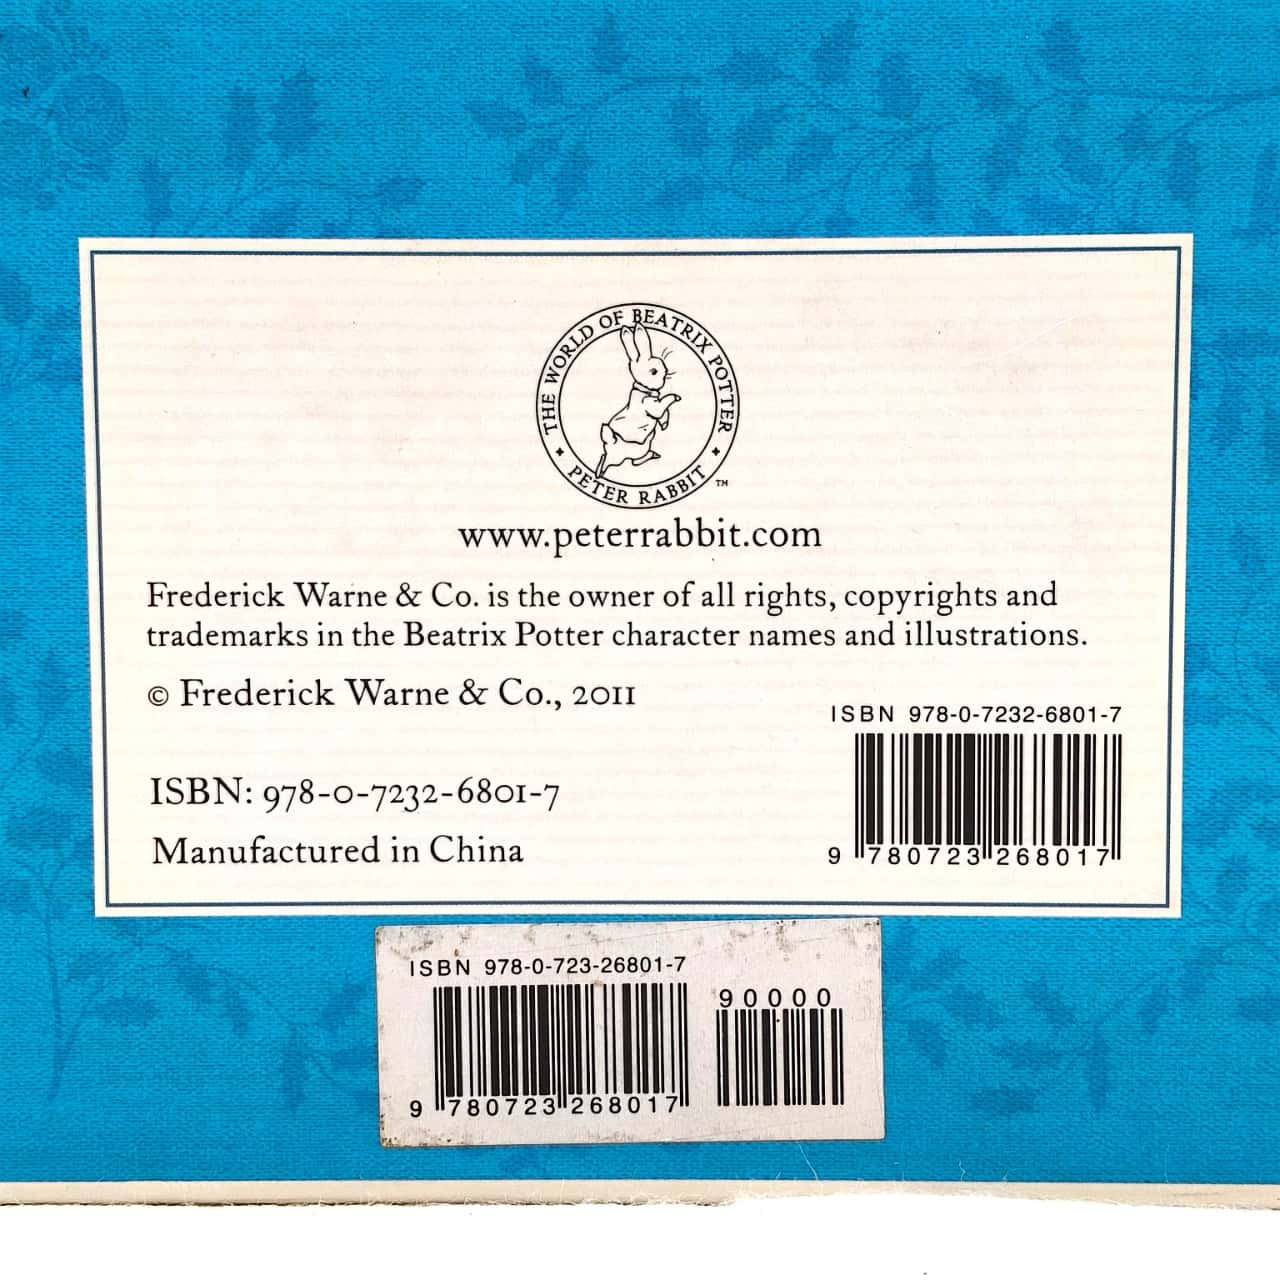 THE WORLD OF BEATRIX POTTER
PETER RABBIT
TM
www.peterrabbit.com
Frederick Warne & Co. is the owner of all rights, copyrights and
trademarks in the Beatrix Potter character names and illustrations.
© Frederick Warne & Co., 2011
ISBN: 978-0-7232-6801-7
Manufactured in China
ISBN 978-0-7232-6801-7
9 780723 268017
ISBN 978-0-723-26801-7
90000
9 780723 268017